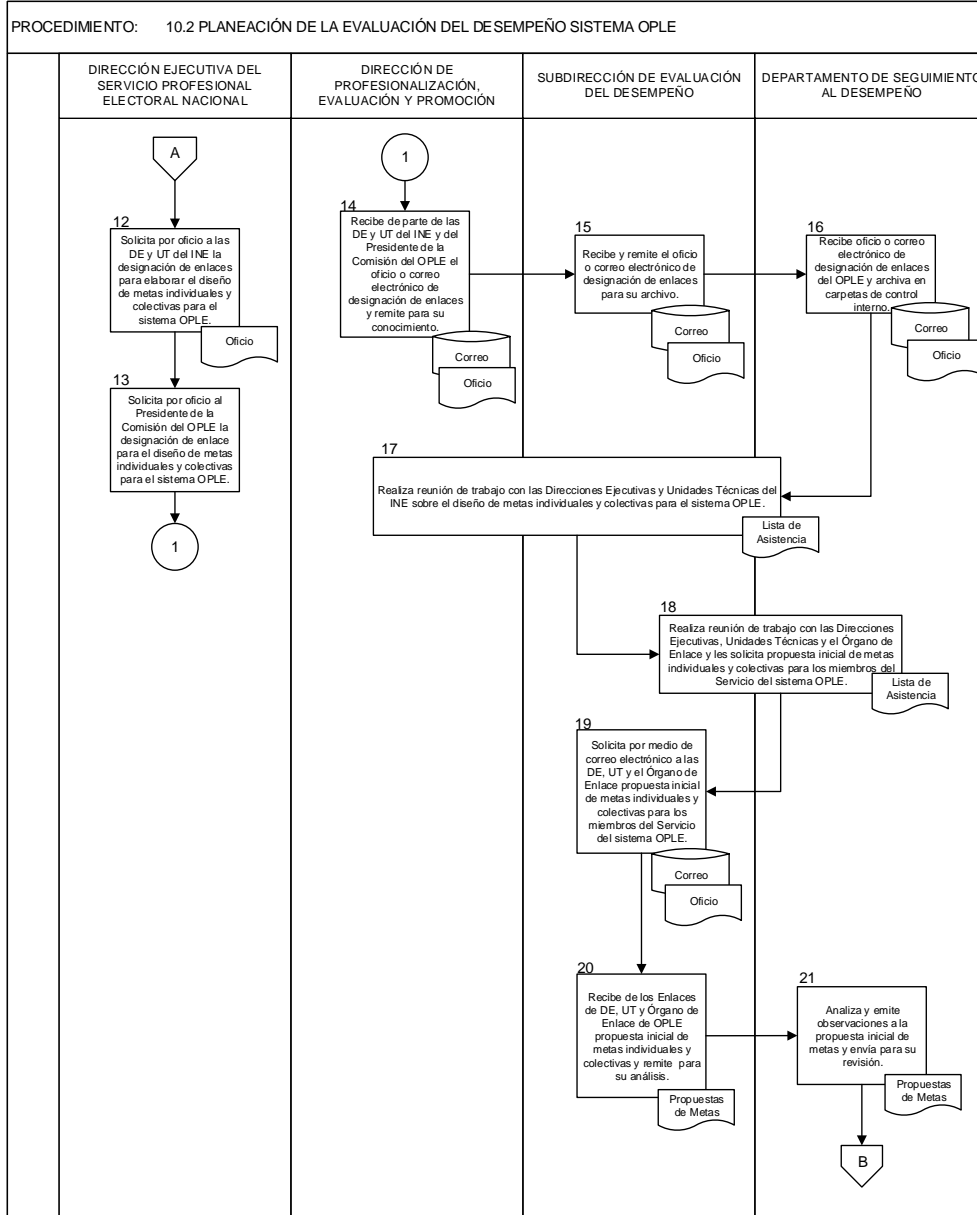 PROCEDIMIENTO: 10.2 PLANEACIÓN DE LA EVALUACIÓN DEL DESEMPEÑO SISTEMA OPLE
DIRECCIÓN EJECUTIVA DEL
SERVICIO PROFESIONAL
ELECTORAL NACIONAL
DIRECCIÓN DE
PROFESIONALIZACIÓN,
EVALUACIÓN Y PROMOCIÓN
SUBDIRECCIÓN DE EVALUACIÓN
DEL DESEMPEÑO
DEPARTAMENTO DE SEGUIMIENTO
AL DESEMPEÑO
A
12
Solicita por oficio a las
DE y UT del INE la
designación de enlaces
para elaborar el diseño
de metas individuales y
colectivas para el
sistema OPLE.
Oficio
13
Solicita por oficio al
Presidente de la
Comisión del OPLE la
designación de enlace
para el diseño de metas
individuales y colectivas
para el sistema OPLE.
1
1
14
Recibe de parte de las
DE y UT del INE y del
Presidente de la
Comisión del OPLE el
oficio o correo
electrónico de
designación de enlaces
y remite para su
conocimiento.
Correo
Oficio
15
Recibe y remite el oficio
o correo electrónico de
designación de enlaces
para su archivo.
Correo
Oficio
16
Recibe oficio o correo
electrónico de
designación de enlaces
del OPLE y archiva en
carpetas de control
interno.
Correo
Oficio
17
Realiza reunión de trabajo con las Direcciones Ejecutivas y Unidades Técnicas del
INE sobre el diseño de metas individuales y colectivas para el sistema OPLE.
Lista de
Asistencia
18
Realiza reunión de trabajo con las Direcciones
Ejecutivas, Unidades Técnicas y el Órgano de
Enlace y les solicita propuesta inicial de metas
individuales y colectivas para los miembros del
Servicio del sistema OPLE.
Lista de
Asistencia
19
Solicita por medio de
correo electrónico a las
DE, UT y el Órgano de
Enlace propuesta inicial
de metas individuales y
colectivas para los
miembros del Servicio
del sistema OPLE.
Correo
Oficio
20
Recibe de los Enlaces
de DE, UT y Órgano de
Enlace de OPLE
propuesta inicial de
metas individuales y
colectivas y remite para
su análisis.
Propuestas
de Metas
21
Analiza y emite
observaciones a la
propuesta inicial de
metas y envía para su
revisión.
Propuestas
de Metas
B